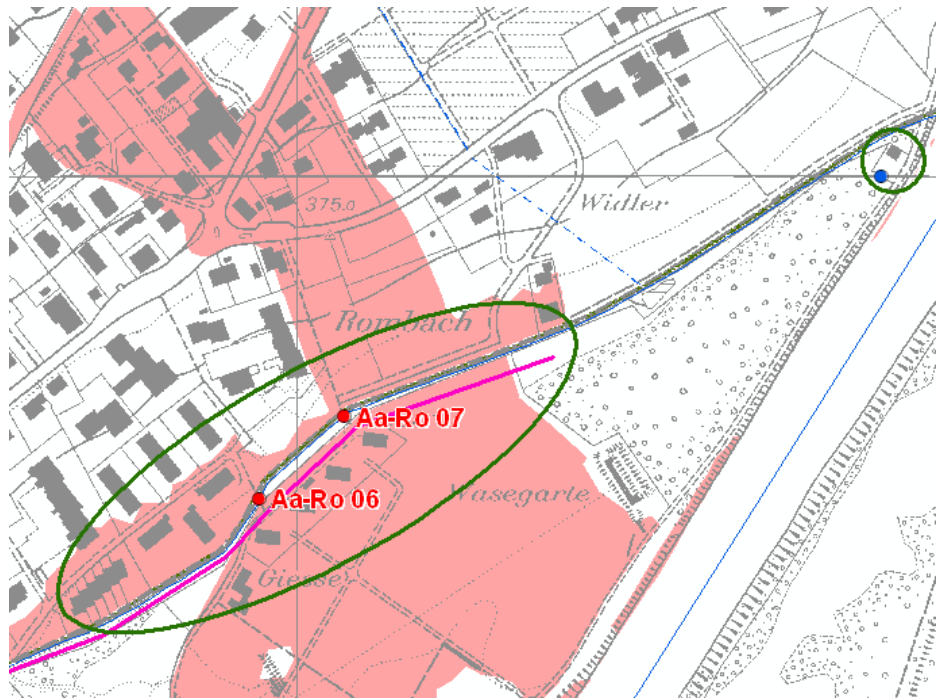 375.0
Widler
Rombach
Aa-Ro 07
Aa-Ro 06
Wasegarte
Giesse